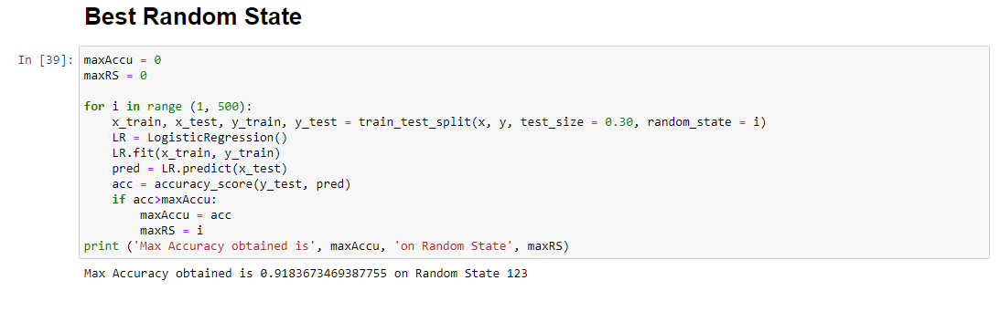 Best Random State
In [39]: maxAccu = 0
maxRS = 0
for i in range (1, 500):
    x_train, x_test, y_train, y_test = train_test_split(x, y, test_size = 0.30, random_state = i)
    LR = LogisticRegression()
    LR.fit(x_train, y_train)
    pred = LR.predict(x_test)
    acc = accuracy_score(y_test, pred)
    if acc>maxAccu:
        maxAccu = acc
        maxRS = i
print ('Max Accuracy obtained is', maxAccu, 'on Random State', maxRS)
Max Accuracy obtained is 0.9183673469387755 on Random State 123